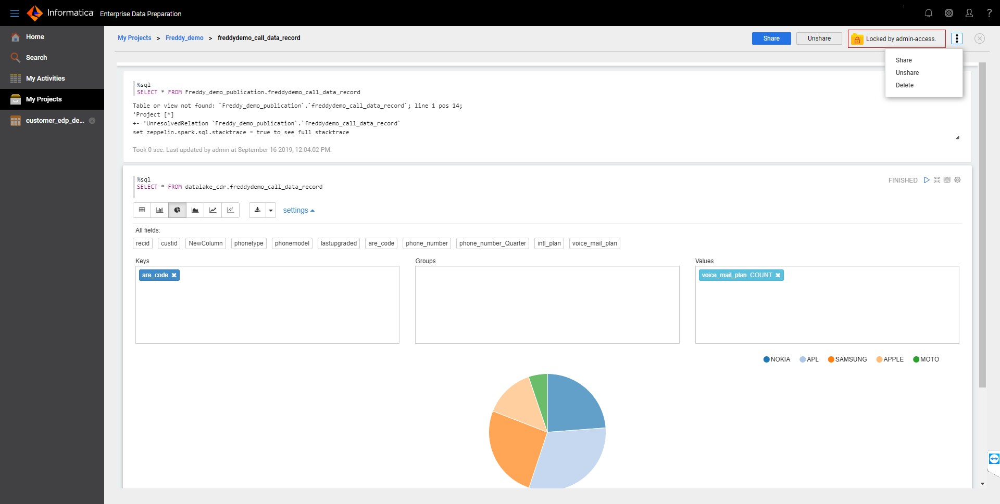 Informatica Enterprise Data Preparation
Home
Search
My Activities
My Projects
customer_edp_de...
My Projects > Freddy_demo > freddydemo_call_data_record
Share
Unshare
Locked by admin-access.
Share
Unshare
Delete
%sql
SELECT * FROM Freddy_demo_publication.freddydemo_call_data_record
Table or view not found: `Freddy_demo_publication`.`freddydemo_call_data_record`; line 1 pos 14;
'Project [*]
+- 'UnresolvedRelation `Freddy_demo_publication`.`freddydemo_call_data_record`
set zeppelin.spark.sql.stacktrace = true to see full stacktrace
Took 0 sec. Last updated by admin at September 16 2019, 12:04:02 PM.
%sql
SELECT * FROM datalake_cdr.freddydemo_call_data_record
FINISHED
settings
All fields:
recid custid NewColumn phonetype phonemodel lastupgraded are_code phone_number phone_number_Quarter intl_plan voice_mail_plan
Keys
are_code
Groups
Values
voice_mail_plan COUNT
NOKIA APL SAMSUNG APPLE MOTO